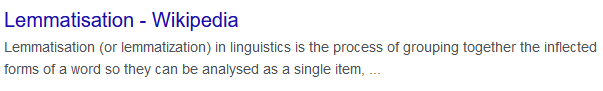 Lemmatisation - Wikipedia
Lemmatisation (or lemmatization) in linguistics is the process of grouping together the inflected
forms of a word so they can be analysed as a single item, ...